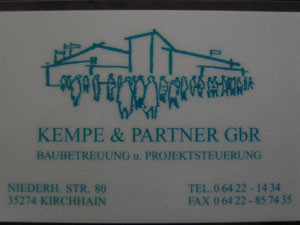 KEMPE & PARTNER GbR
BAUBETREUUNG u. PROJEKTSTEUERUNG
NIEDERH. STR. 80
35274 KIRCHHAIN
TEL. 0 64 22 - 14 34
FAX 0 64 22 - 85 74 35